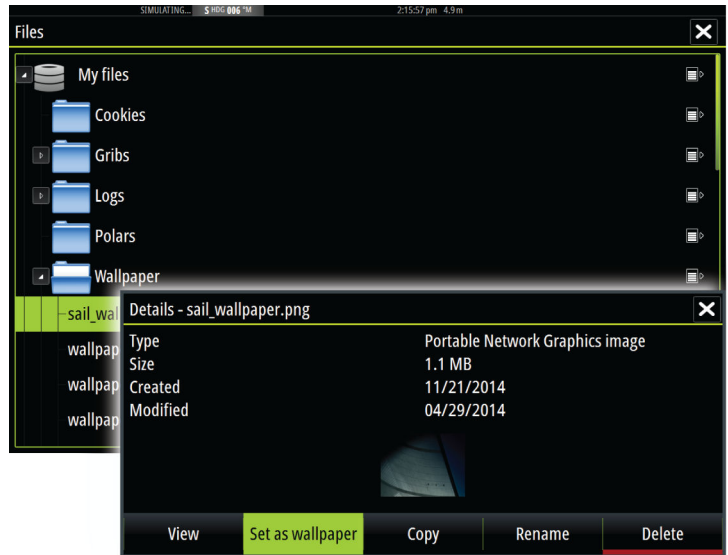 SIMULATING... S HDG 006 °M 2:15:57 pm 4.9 m
Files
My files
Cookies
Gribs
Logs
Polars
Wallpaper
sail_wal
Details - sail_wallpaper.png
Type Portable Network Graphics image
wallpap
Size 1.1 MB
wallpap
Created 11/21/2014
Modified 04/29/2014
wallpap
View Set as wallpaper Copy Rename Delete